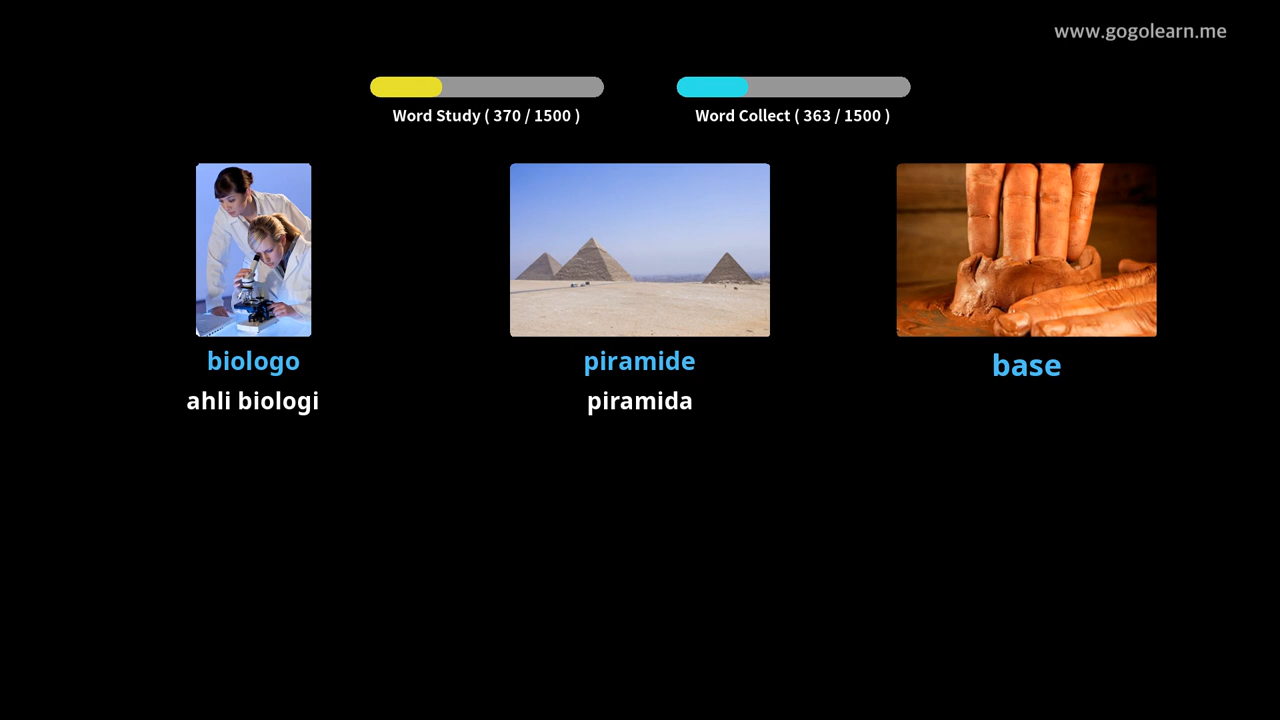 www.gogolearn.me
Word Study ( 370 / 1500 )
Word Collect ( 363 / 1500 )
biologo
piramide
base
ahli biologi
piramida